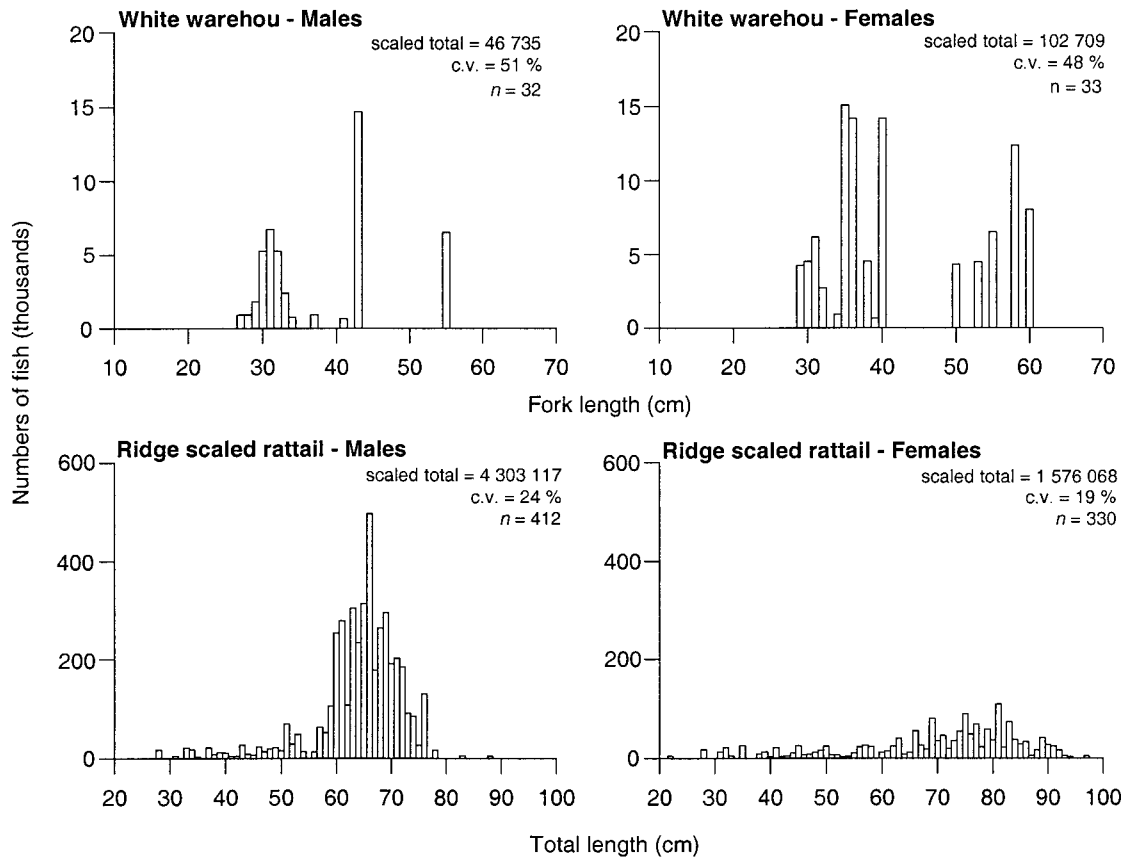 White warehou - Males
scaled total = 46 735
c.v. = 51 %
n = 32
20
15
10
5
0
10 20 30 40 50 60 70
White warehou - Females
scaled total = 102 709
c.v. = 48 %
n = 33
20
15
10
5
0
10 20 30 40 50 60 70
Fork length (cm)
Numbers of fish (thousands)
Ridge scaled rattail - Males
scaled total = 4 303 117
c.v. = 24 %
n = 412
600
400
200
0
20 30 40 50 60 70 80 90 100
Ridge scaled rattail - Females
scaled total = 1 576 068
c.v. = 19 %
n = 330
600
400
200
0
20 30 40 50 60 70 80 90 100
Total length (cm)